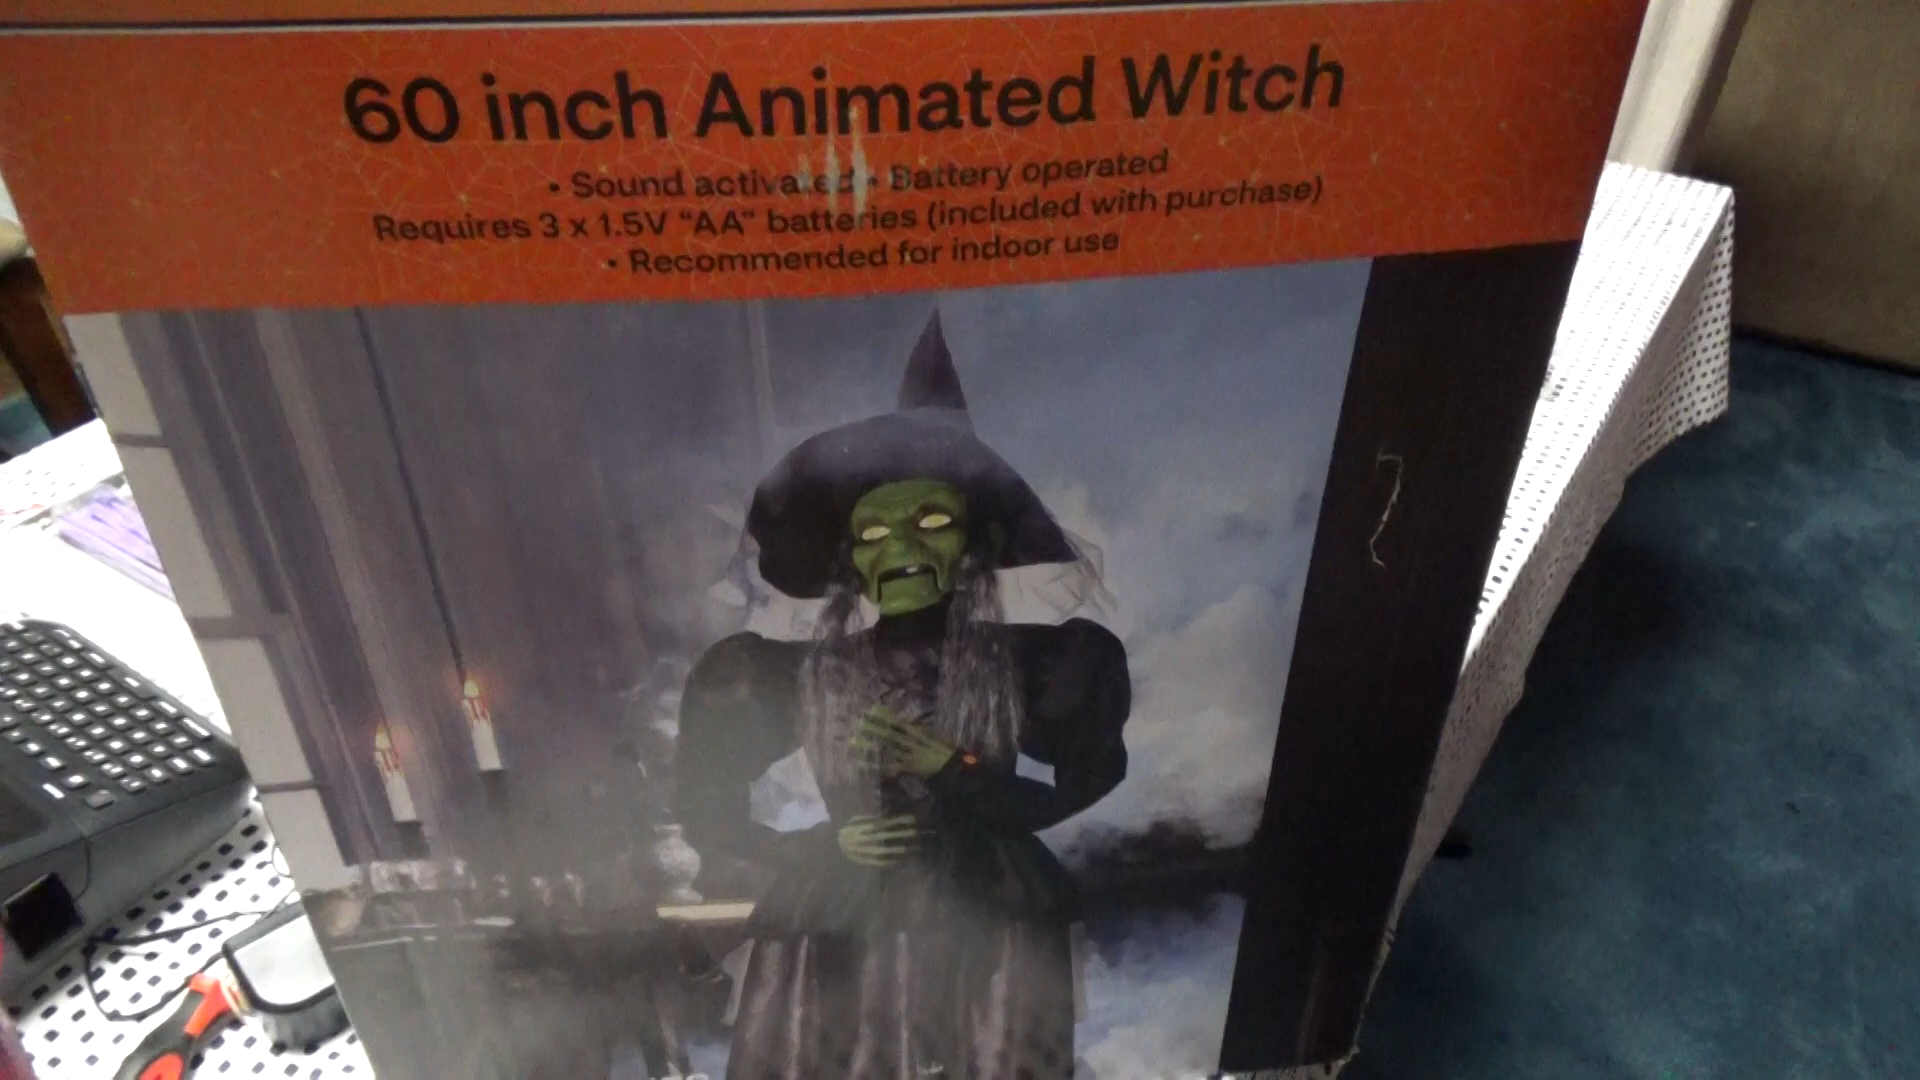 60 inch Animated Witch
• Sound activated • Battery operated
Requires 3 x 1.5V “AA” batteries (included with purchase)
• Recommended for indoor use